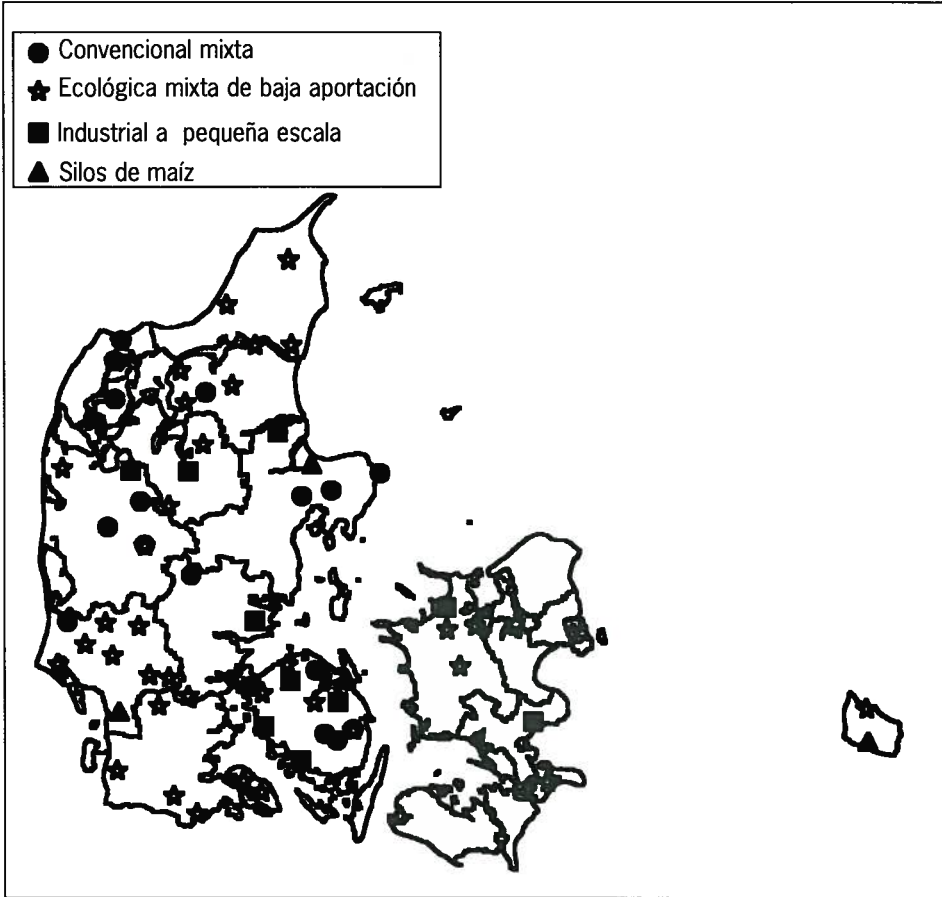 Convencional mixta
Ecológica mixta de baja aportación
Industrial a pequeña escala
Silos de maíz